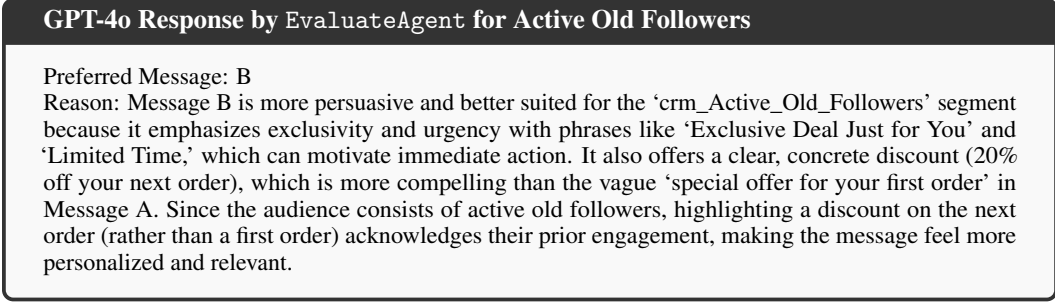 GPT-4o Response by EvaluateAgent for Active Old Followers
Preferred Message: B
Reason: Message B is more persuasive and better suited for the ‘crm_Active_Old_Followers’ segment
because it emphasizes exclusivity and urgency with phrases like ‘Exclusive Deal Just for You’ and
‘Limited Time,’ which can motivate immediate action. It also offers a clear, concrete discount (20%
off your next order), which is more compelling than the vague ‘special offer for your first order’ in
Message A. Since the audience consists of active old followers, highlighting a discount on the next
order (rather than a first order) acknowledges their prior engagement, making the message feel more
personalized and relevant.